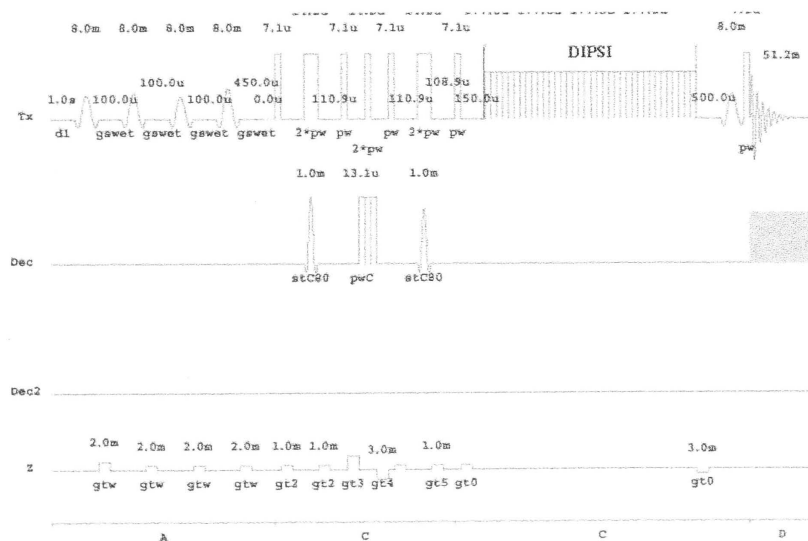 8.0m 8.0m 8.0m 8.0m 7.1u 7.1u 7.1u 7.1u 8.0m
DIPSI 51.2m
100.0u 450.0u 108.9u
1.0s 100.0u 100.0u 0.0u 110.9u 110.9u 150.0u 500.0u
Tx
d1 gswet gswet gswet gswet 2*pw pw pw 2*pw pw pw
2*pw
1.0m 13.1u 1.0m
Dec
stC80 pwC stC80
Dec2
2.0m 2.0m 2.0m 2.0m 1.0m 1.0m 3.0m 1.0m 3.0m
Z
gtw gtw gtw gtw gt2 gt2 gt3 gt4 gt5 gt0 gt0
A C C D